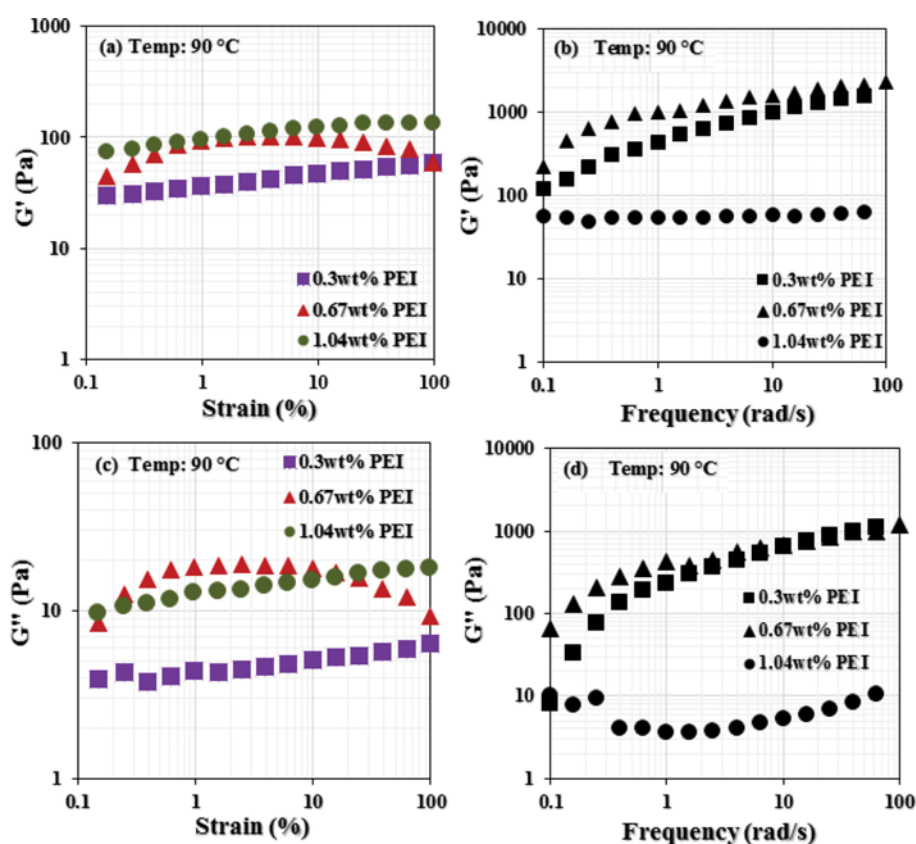 (a) Temp: 90 °C
1000
100
10
1
0.1
1
10
100
G' (Pa)
Strain (%)
0.3wt% PEI
0.67wt% PEI
1.04wt% PEI
(b) Temp: 90 °C
10000
1000
100
10
1
0.1
1
10
100
G' (Pa)
Frequency (rad/s)
0.3wt% PEI
0.67wt% PEI
1.04wt% PEI
(c) Temp: 90 °C
100
10
1
0.1
1
10
100
G'' (Pa)
Strain (%)
0.3wt% PEI
0.67wt% PEI
1.04wt% PEI
(d) Temp: 90 °C
10000
1000
100
10
1
0.1
1
10
100
G'' (Pa)
Frequency (rad/s)
0.3wt% PEI
0.67wt% PEI
1.04wt% PEI